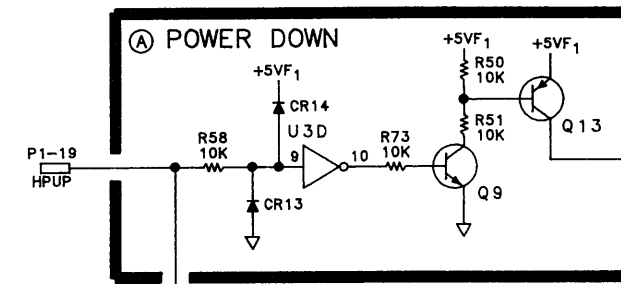 Ⓐ POWER DOWN
+5VF1
+5VF1
+5VF1
R50
10K
CR14
R51
10K
U3D
Q13
R58
10K
R73
10K
P1-19
9
10
HPUP
CR13
Q9